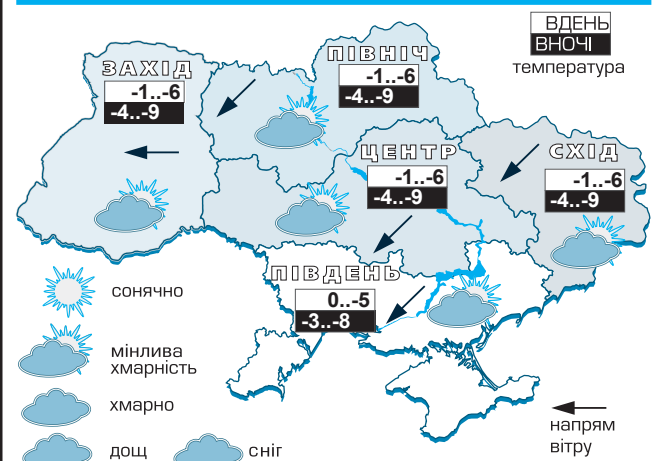 ВДЕНЬ
ВНОЧІ
температура
ПІВНІЧ
-1..-6
-4..-9
ЗАХІД
-1..-6
-4..-9
ЦЕНТР
-1..-6
-4..-9
СХІД
-1..-6
-4..-9
ПІВДЕНЬ
0..-5
-3..-8
сонячно
мінлива
хмарність
хмарно
дощ
сніг
напрям
вітру